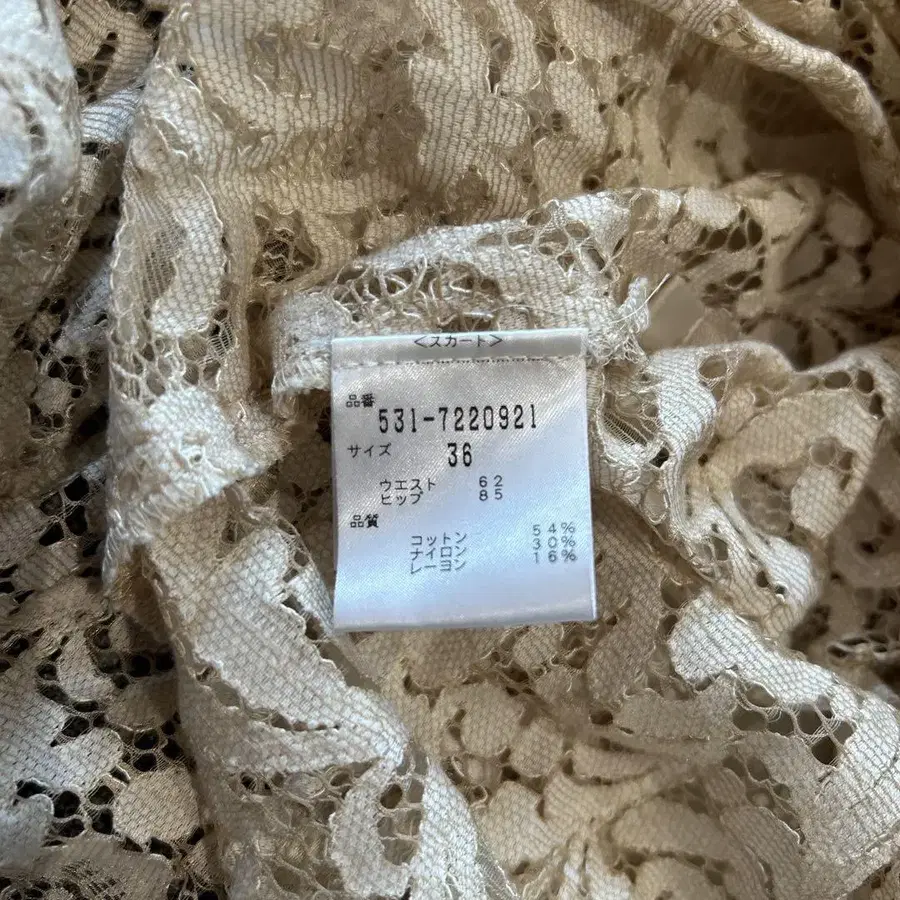 <スカート>
品番
531-7220921
サイズ 36
ウエスト 62
ヒップ 85
品質
コットン 54%
ナイロン 30%
レーヨン 16%